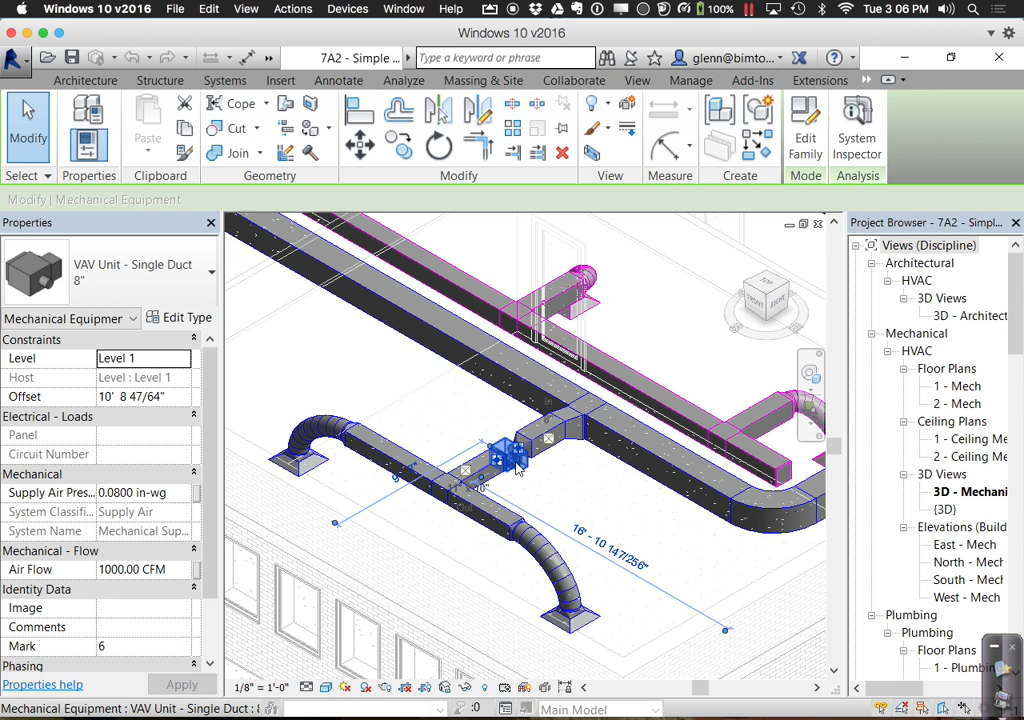 Windows 10 v2016 File Edit View Actions Devices Window Help 100% Tue 3:06 PM
Windows 10 v2016
7A2 - Simple ... Type a keyword or phrase glenn@bimto...
Architecture Structure Systems Insert Annotate Analyze Massing & Site Collaborate View Manage Add-Ins Extensions
Modify Paste Cope Cut Join Edit Family System Inspector
Select Properties Clipboard Geometry Modify View Measure Create Mode Analysis
Modify | Mechanical Equipment
Properties
VAV Unit - Single Duct
8"
Mechanical Equipmer Edit Type
Constraints
Level Level 1
Host Level : Level 1
Offset 10' 8 47/64"
Electrical - Loads
Panel
Circuit Number
Mechanical
Supply Air Pres... 0.0800 in-wg
System Classifi... Supply Air
System Name Mechanical Sup...
Mechanical - Flow
Air Flow 1000.00 CFM
Identity Data
Image
Comments
Mark 6
Phasing
Properties help Apply
TOP
FRONT RIGHT
In
Out
16' - 10 147/256"
1/8" = 1'-0"
Project Browser - 7A2 - Simpl...
Views (Discipline)
Architectural
HVAC
3D Views
3D - Architect
Mechanical
HVAC
Floor Plans
1 - Mech
2 - Mech
Ceiling Plans
1 - Ceiling Me
2 - Ceiling Me
3D Views
3D - Mechani
{3D}
Elevations (Build
East - Mech
North - Mech
South - Mech
West - Mech
Plumbing
Plumbing
Floor Plans
1 - Plumbin
Mechanical Equipment : VAV Unit - Single Duct : 8 :0 Main Model